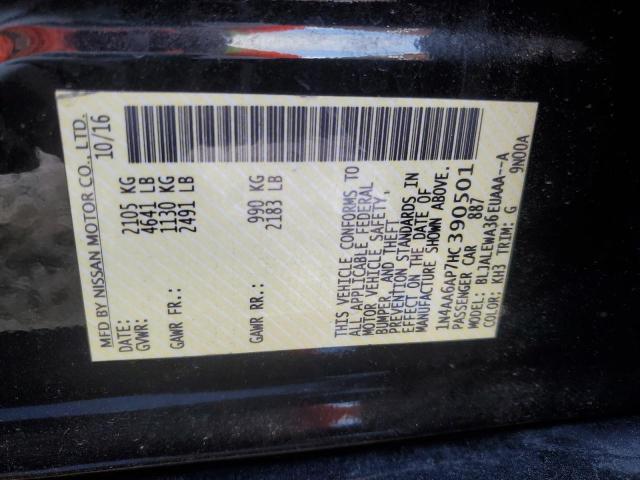 MFD BY NISSAN MOTOR CO., LTD.
DATE: 10/16
GVWR: 2105 KG
4641 LB
GAWR FR.: 1130 KG
2491 LB
GAWR RR.: 990 KG
2183 LB
THIS VEHICLE CONFORMS TO
ALL APPLICABLE FEDERAL
MOTOR VEHICLE SAFETY,
BUMPER, AND THEFT
PREVENTION STANDARDS IN
EFFECT ON THE DATE OF
MANUFACTURE SHOWN ABOVE.
1N4AA6AP7HC390501
PASSENGER CAR 887
MODEL: BLJALEWA36EUAAA--A
COLOR: KH3 TRIM: G 9N00A